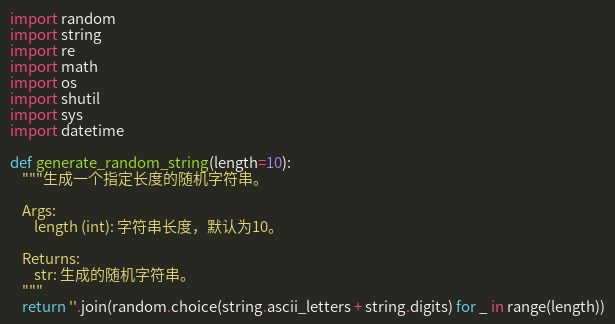 import random
import string
import re
import math
import os
import shutil
import sys
import datetime

def generate_random_string(length=10):
    """生成一个指定长度的随机字符串。

    Args:
        length (int): 字符串长度，默认为10。

    Returns:
        str: 生成的随机字符串。
    """
    return ''.join(random.choice(string.ascii_letters + string.digits) for _ in range(length))